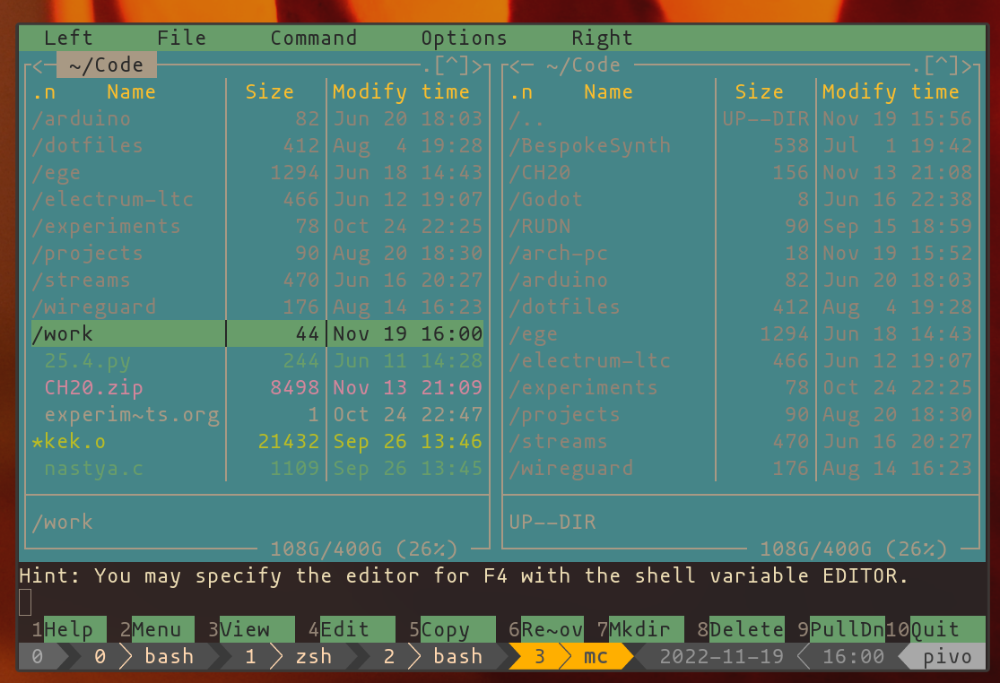 Left File Command Options Right
<─ ~/Code .[^]> <─ ~/Code .[^]>
.n Name Size Modify time .n Name Size Modify time
/arduino 82 Jun 20 18:03 /.. UP--DIR Nov 19 15:56
/dotfiles 412 Aug 4 19:28 /BespokeSynth 538 Jul 1 19:42
/ege 1294 Jun 18 14:43 /CH20 156 Nov 13 21:08
/electrum-ltc 466 Jun 12 19:07 /Godot 8 Jun 16 22:38
/experiments 78 Oct 24 22:25 /RUDN 90 Sep 15 18:59
/projects 90 Aug 20 18:30 /arch-pc 18 Nov 19 15:52
/streams 470 Jun 16 20:27 /arduino 82 Jun 20 18:03
/wireguard 176 Aug 14 16:23 /dotfiles 412 Aug 4 19:28
/work 44 Nov 19 16:00 /ege 1294 Jun 18 14:43
25.4.py 244 Jun 11 14:28 /electrum-ltc 466 Jun 12 19:07
CH20.zip 8498 Nov 13 21:09 /experiments 78 Oct 24 22:25
experim~ts.org 1 Oct 24 22:47 /projects 90 Aug 20 18:30
*kek.o 21432 Sep 26 13:46 /streams 470 Jun 16 20:27
nastya.c 1109 Sep 26 13:45 /wireguard 176 Aug 14 16:23
/work UP--DIR
108G/400G (26%) 108G/400G (26%)
Hint: You may specify the editor for F4 with the shell variable EDITOR.
1Help 2Menu 3View 4Edit 5Copy 6Re~ov 7Mkdir 8Delete 9PullDn 10Quit
0 0 bash 1 zsh 2 bash 3 mc 2022-11-19 16:00 pivo